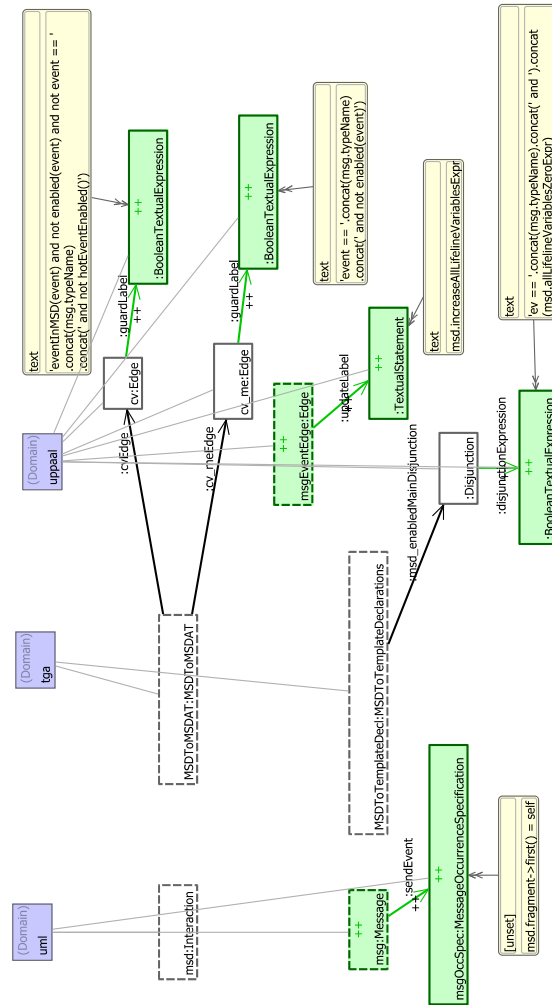 text
'eventInMSD(event) and not enabled(event) and not event == '
.concat(msg.typeName)
.concat(' and not hotEventEnabled()')
++
:BooleanTextualExpression
:guardLabel
++
cv:Edge
:cvEdge
text
'event == '.concat(msg.typeName)
.concat(' and not enabled(event)')
++
:BooleanTextualExpression
:guardLabel
++
cv_me:Edge
:cv_meEdge
text
msg.increaseAllLifelineVariablesExpr
++
:TextualStatement
:updateLabel
++
++
msgEventEdge:Edge
text
'ev == '.concat(msg.typeName).concat(' and ').concat
(msd.allLifelineVariablesZeroExpr)
++
:BooleanTextualExpression
:disjunctionExpression
:Disjunction
:msd_enabledMainDisjunction
(Domain)
uppaal
(Domain)
tga
MSDToMSDAT:MSDToMSDAT
MSDToTemplateDecl:MSDToTemplateDeclarations
(Domain)
uml
msd:Interaction
++
msg:Message
:sendEvent
++
++
msgOccSpec:MessageOccurrenceSpecification
[unset]
msd.fragment->first() = self